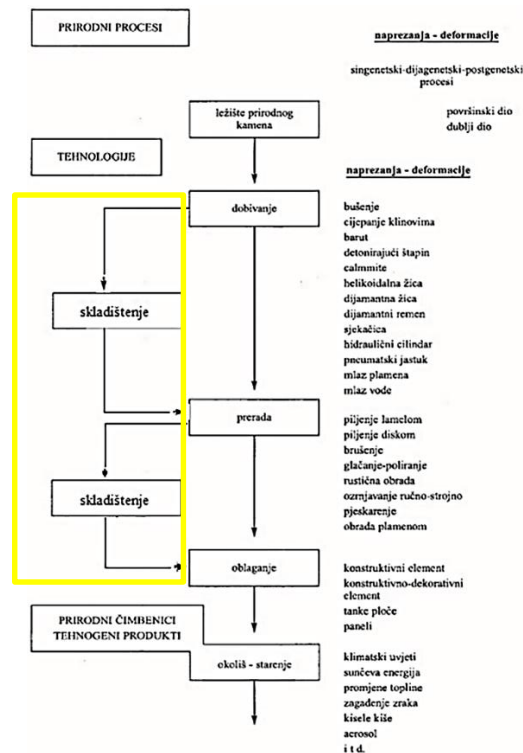 PRIRODNI PROCESI
naprezanja - deformacije
singenetski-dijagenetski-postgenetski
procesi
ležište prirodnog
kamena
površinski dio
dublji dio
TEHNOLOGIJE
naprezanja - deformacije
dobivanje
bušenje
cijepanje klinovima
barut
detonirajući štapin
calmmite
helikoidalna žica
dijamantna žica
dijamantni remen
sjekačica
hidraulični cilindar
pneumatski jastuk
mlaz plamena
mlaz vode
skladištenje
prerada
piljenje lamelom
piljenje diskom
brušenje
glačanje-poliranje
rustična obrada
ozrnjavanje ručno-strojno
pjeskarenje
obrada plamenom
skladištenje
oblaganje
konstruktivni element
konstruktivno-dekorativni
element
tanke ploče
paneli
PRIRODNI ČIMBENICI
TEHNOGENI PRODUKTI
okoliš - starenje
klimatski uvjeti
sunčeva energija
promjene topline
zagađenje zraka
kisele kiše
aerosol
i t d.